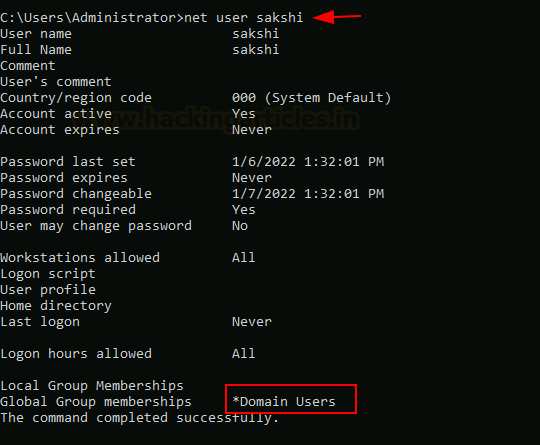 C:\Users\Administrator>net user sakshi
User name sakshi
Full Name sakshi
Comment
User's comment
Country/region code 000 (System Default)
Account active Yes
Account expires Never
www.hackingarticles.in
Password last set 1/6/2022 1:32:01 PM
Password expires Never
Password changeable 1/7/2022 1:32:01 PM
Password required Yes
User may change password No
Workstations allowed All
Logon script
User profile
Home directory
Last logon Never
Logon hours allowed All
Local Group Memberships
Global Group memberships *Domain Users
The command completed successfully.